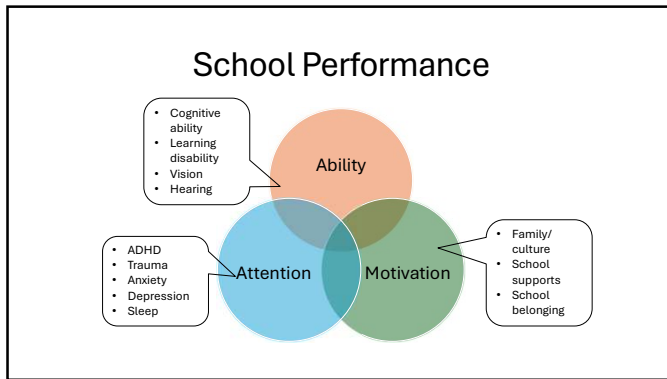 School Performance
• Cognitive
ability
• Learning
disability
• Vision
• Hearing
Ability
• ADHD
• Trauma
• Anxiety
• Depression
• Sleep
Attention
Motivation
• Family/
culture
• School
supports
• School
belonging